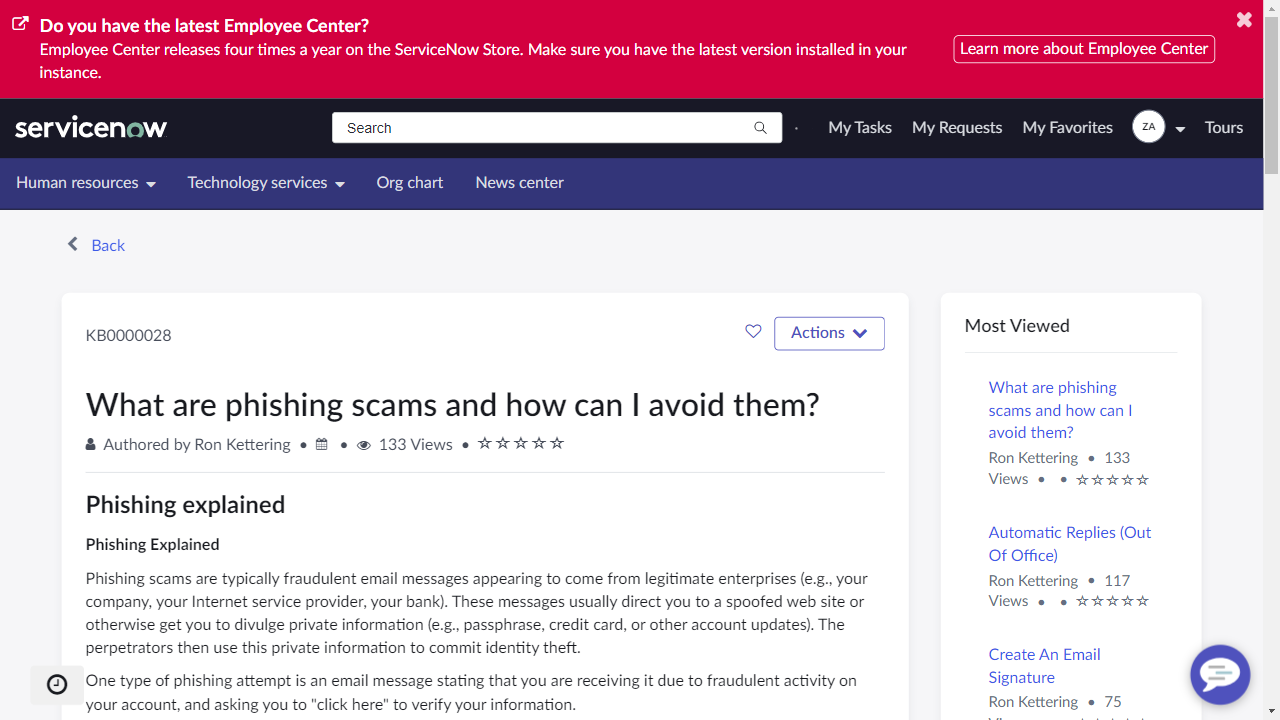 Do you have the latest Employee Center?
Employee Center releases four times a year on the ServiceNow Store. Make sure you have the latest version installed in your
instance.
Learn more about Employee Center
servicenow
Search
My Tasks
My Requests
My Favorites
ZA
Tours
Human resources
Technology services
Org chart
News center
Back
KB0000028
Actions
What are phishing scams and how can I avoid them?
Authored by Ron Kettering • • 133 Views •
Phishing explained
Phishing Explained
Phishing scams are typically fraudulent email messages appearing to come from legitimate enterprises (e.g., your
company, your Internet service provider, your bank). These messages usually direct you to a spoofed web site or
otherwise get you to divulge private information (e.g., passphrase, credit card, or other account updates). The
perpetrators then use this private information to commit identity theft.
One type of phishing attempt is an email message stating that you are receiving it due to fraudulent activity on
your account, and asking you to "click here" to verify your information.
Most Viewed
What are phishing
scams and how can I
avoid them?
Ron Kettering • 133
Views • •
Automatic Replies (Out
Of Office)
Ron Kettering • 117
Views • •
Create An Email
Signature
Ron Kettering • 75